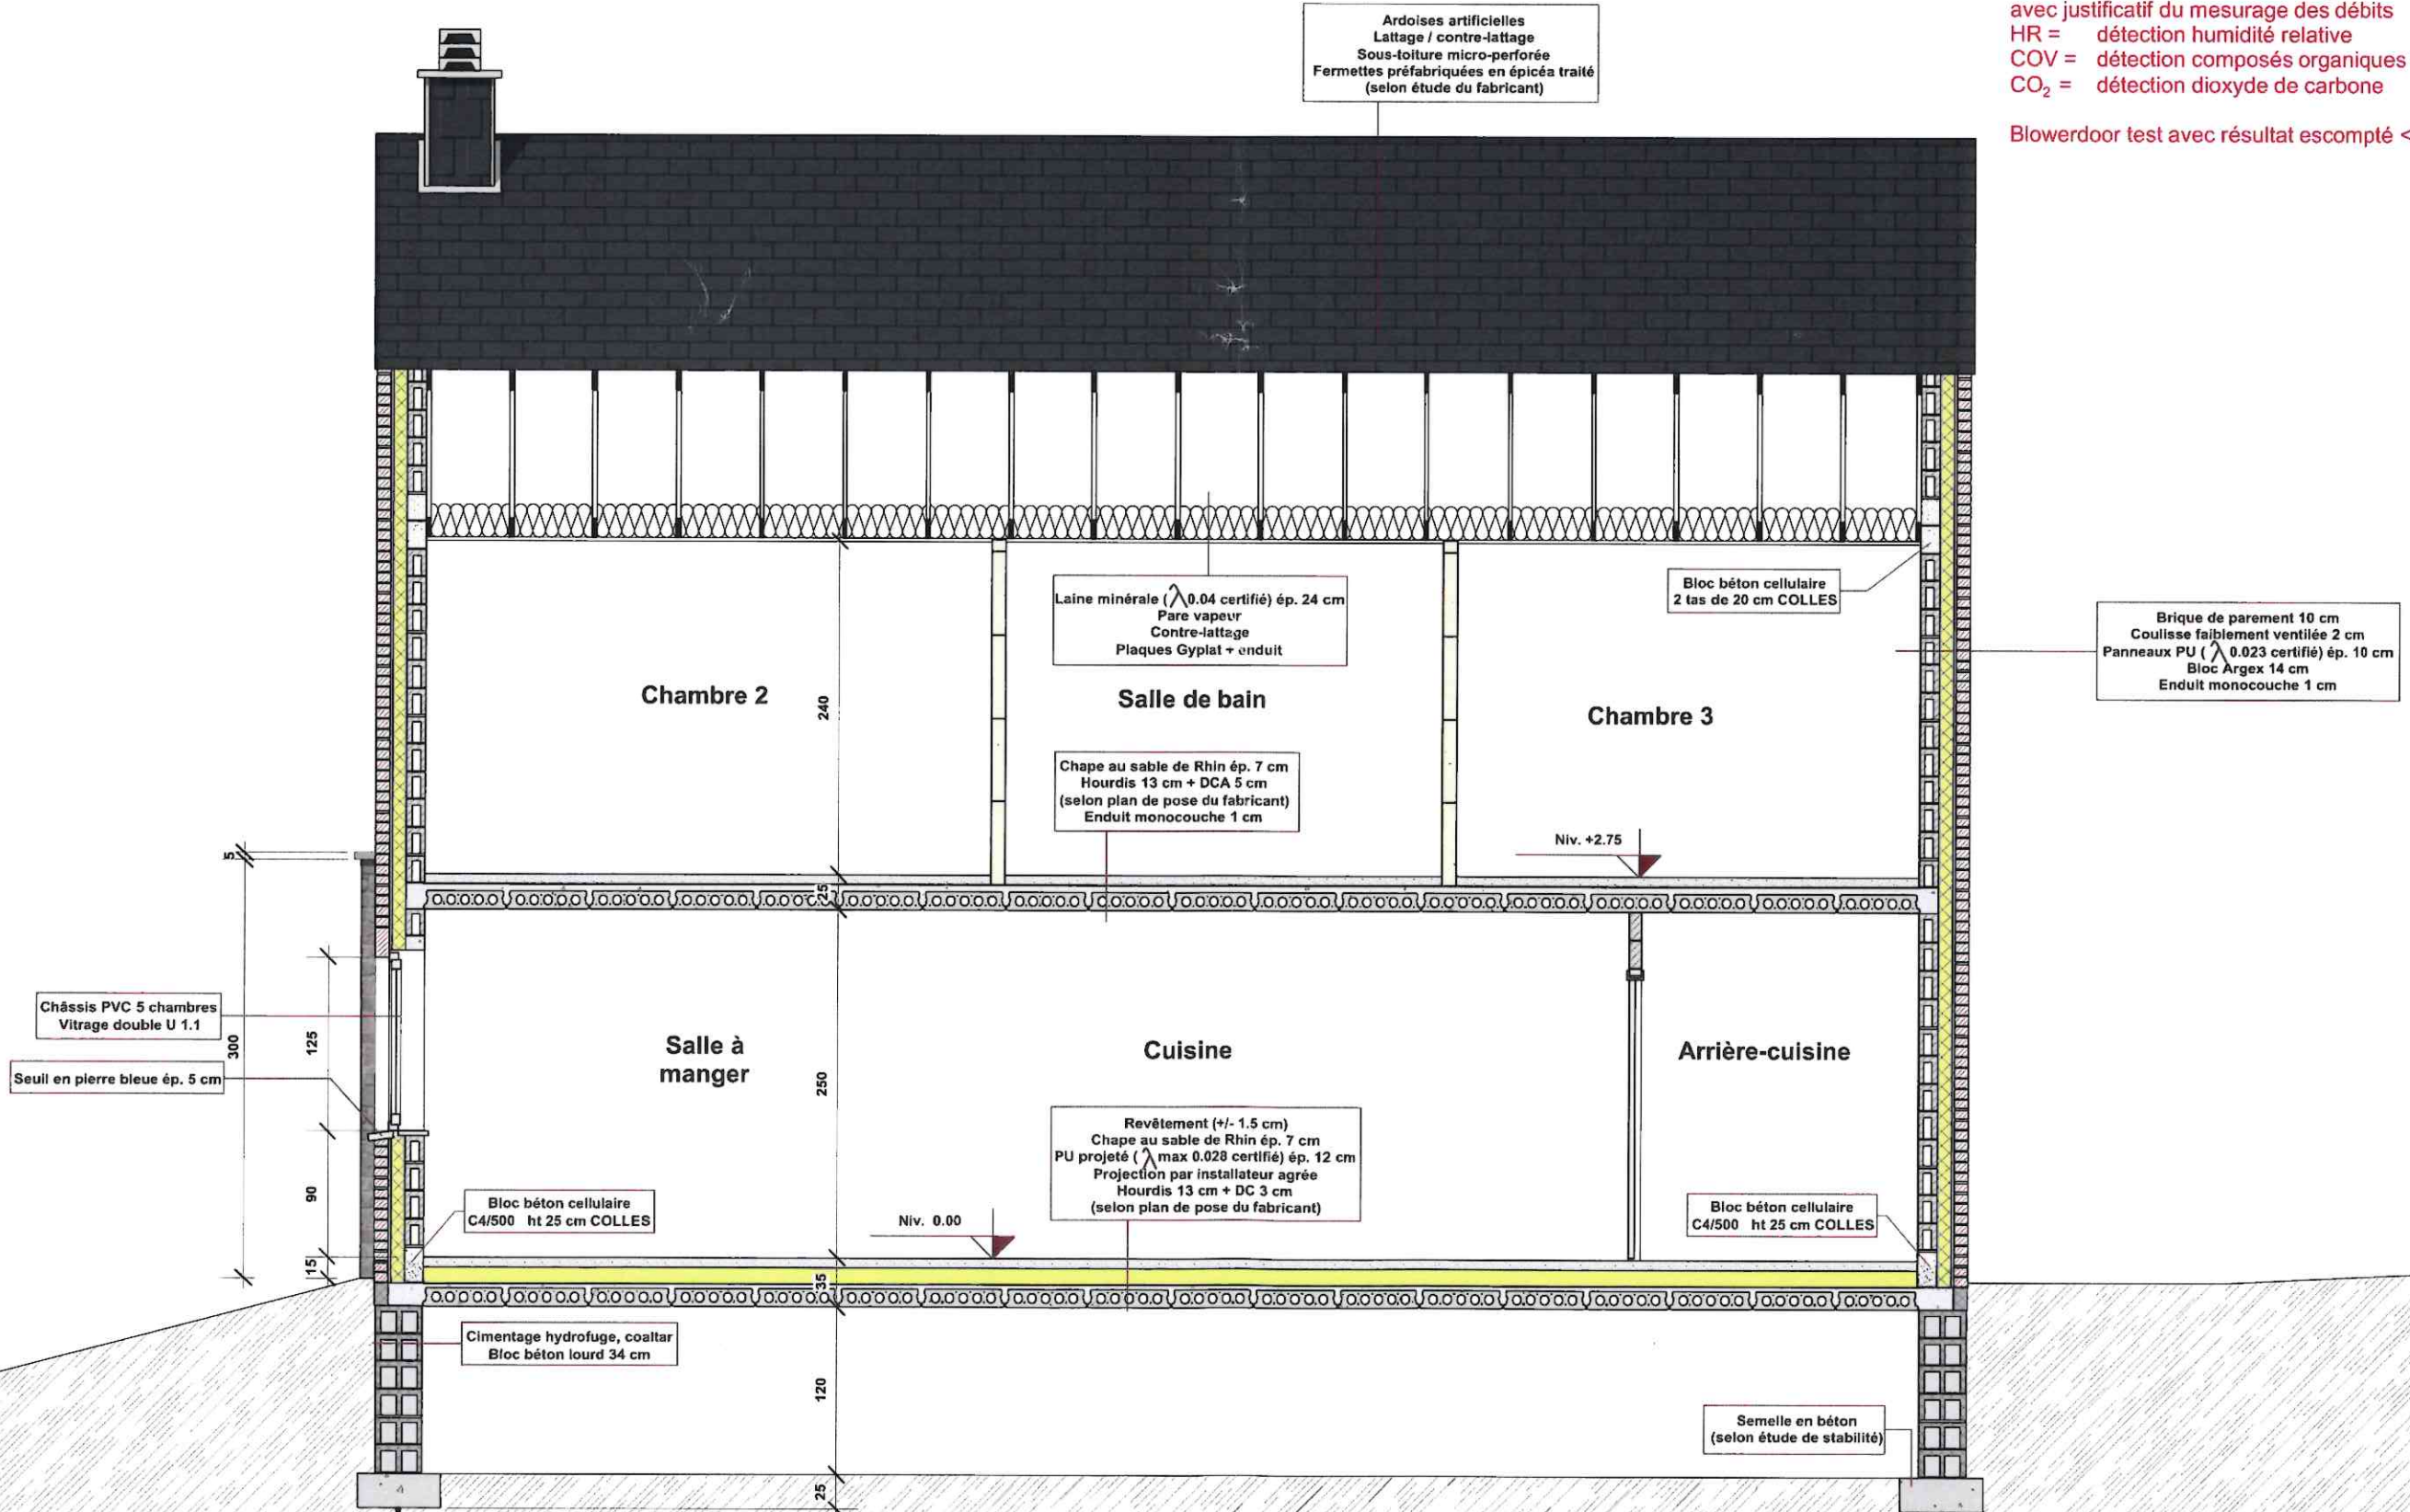 Ardoises artificielles
Lattage / contre-lattage
Sous-toiture micro-perforée
Fermettes préfabriquées en épicéa traité
(selon étude du fabricant)
avec justificatif du mesurage des débits
HR = détection humidité relative
COV = détection composés organiques
CO₂ = détection dioxyde de carbone
Blowerdoor test avec résultat escompté <
Laine minérale (λ0.04 certifié) ép. 24 cm
Pare vapeur
Contre-lattage
Plaques Gyplat + enduit
Bloc béton cellulaire
2 tas de 20 cm COLLES
Brique de parement 10 cm
Coulisse faiblement ventilée 2 cm
Panneaux PU (λ 0.023 certifié) ép. 10 cm
Bloc Argex 14 cm
Enduit monocouche 1 cm
Chambre 2
240
Salle de bain
Chambre 3
Chape au sable de Rhin ép. 7 cm
Hourdis 13 cm + DCA 5 cm
(selon plan de pose du fabricant)
Enduit monocouche 1 cm
Niv. +2.75
5
25
Châssis PVC 5 chambres
Vitrage double U 1.1
300
125
Seuil en pierre bleue ép. 5 cm
Salle à
manger
250
Cuisine
Arrière-cuisine
Revêtement (+/- 1.5 cm)
Chape au sable de Rhin ép. 7 cm
PU projeté (λ max 0.028 certifié) ép. 12 cm
Projection par installateur agrée
Hourdis 13 cm + DC 3 cm
(selon plan de pose du fabricant)
90
Bloc béton cellulaire
C4/500 ht 25 cm COLLES
Niv. 0.00
Bloc béton cellulaire
C4/500 ht 25 cm COLLES
15
35
Cimentage hydrofuge, coaltar
Bloc béton lourd 34 cm
120
Semelle en béton
(selon étude de stabilité)
25